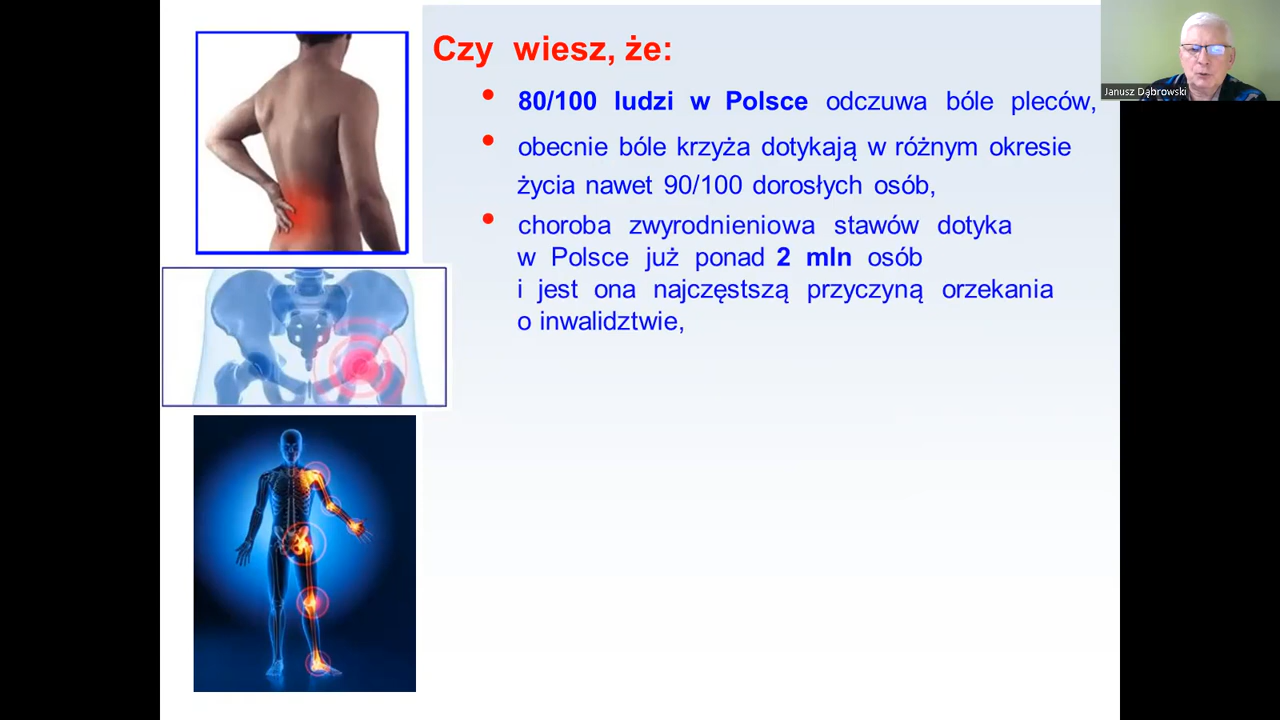 Czy wiesz, że:
• 80/100 ludzi w Polsce odczuwa bóle pleców,
• obecnie bóle krzyża dotykają w różnym okresie
życia nawet 90/100 dorosłych osób,
• choroba zwyrodnieniowa stawów dotyka
w Polsce już ponad 2 mln osób
i jest ona najczęstszą przyczyną orzekania
o inwalidztwie,
Janusz Dąbrowski